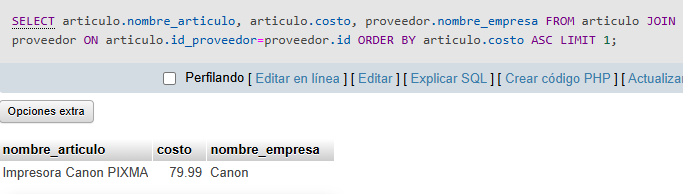 SELECT articulo.nombre_articulo, articulo.costo, proveedor.nombre_empresa FROM articulo JOIN
proveedor ON articulo.id_proveedor=proveedor.id ORDER BY articulo.costo ASC LIMIT 1;
Perfilando [ Editar en línea ] [ Editar ] [ Explicar SQL ] [ Crear código PHP ] [ Actualizar
Opciones extra
nombre_articulo costo nombre_empresa
Impresora Canon PIXMA 79.99 Canon